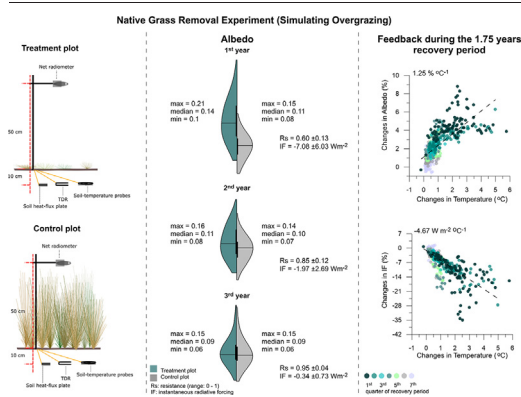 Native Grass Removal Experiment (Simulating Overgrazing)
Treatment plot
Net radiometer
50 cm
10 cm
Soil heat-flux plate
TDR
Soil-temperature probes
Control plot
Net radiometer
50 cm
10 cm
Soil heat-flux plate
TDR
Soil-temperature probes
Albedo
1st year
max = 0.21
median = 0.14
min = 0.1
max = 0.15
median = 0.11
min = 0.08
Rs = 0.60 ±0.13
IF = -7.08 ±6.03 Wm-2
2nd year
max = 0.16
median = 0.11
min = 0.08
max = 0.14
median = 0.10
min = 0.07
Rs = 0.85 ±0.12
IF = -1.97 ±2.69 Wm-2
3rd year
max = 0.15
median = 0.09
min = 0.06
max = 0.15
median = 0.09
min = 0.06
Rs = 0.95 ±0.04
IF = -0.34 ±0.73 Wm-2
Treatment plot
Control plot
Rs: resistance (range: 0 - 1)
IF: instantaneous radiative forcing
Feedback during the 1.75 years
recovery period
1.25 % ºC-1
Changes in Albedo (%)
10
8
6
4
2
0
-1 0 1 2 3 4 5 6
Changes in Temperature (ºC)
-4.67 W m-2 ºC-1
Changes in IF (%)
7
0
-7
-14
-21
-28
-35
-42
-1 0 1 2 3 4 5 6
Changes in Temperature (ºC)
1st 3rd 5th 7th
quarter of recovery period